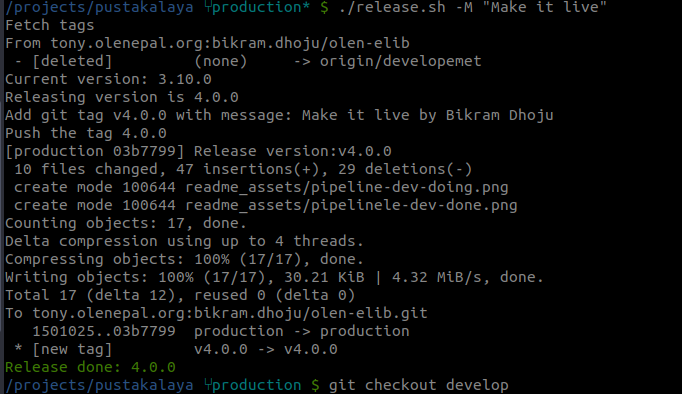 /projects/pustakalaya ⑂production* $ ./release.sh -M "Make it live"
Fetch tags
From tony.olenepal.org:bikram.dhoju/olen-elib
 - [deleted]         (none)     -> origin/developemet
Current version: 3.10.0
Releasing version is 4.0.0
Add git tag v4.0.0 with message: Make it live by Bikram Dhoju
Push the tag 4.0.0
[production 03b7799] Release version:v4.0.0
 10 files changed, 47 insertions(+), 29 deletions(-)
 create mode 100644 readme_assets/pipeline-dev-doing.png
 create mode 100644 readme_assets/pipelinele-dev-done.png
Counting objects: 17, done.
Delta compression using up to 4 threads.
Compressing objects: 100% (17/17), done.
Writing objects: 100% (17/17), 30.21 KiB | 4.32 MiB/s, done.
Total 17 (delta 12), reused 0 (delta 0)
To tony.olenepal.org:bikram.dhoju/olen-elib.git
   1501025..03b7799  production -> production
 * [new tag]         v4.0.0 -> v4.0.0
Release done: 4.0.0
/projects/pustakalaya ⑂production $ git checkout develop